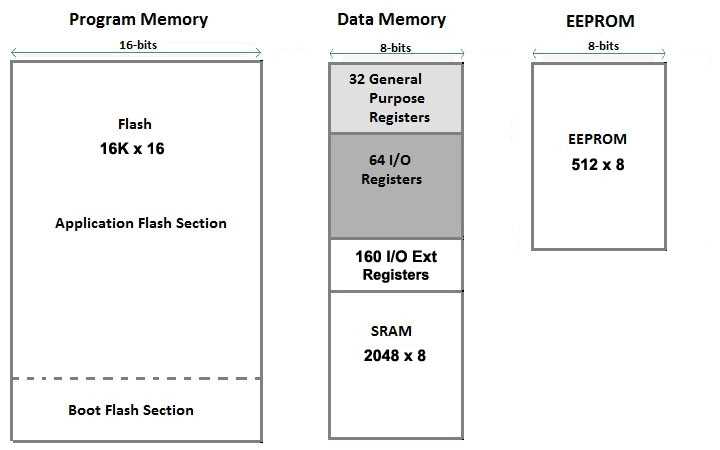 Program Memory
16-bits
Flash
16K x 16
Application Flash Section
Boot Flash Section
Data Memory
8-bits
32 General
Purpose
Registers
64 I/O
Registers
160 I/O Ext
Registers
SRAM
2048 x 8
EEPROM
8-bits
EEPROM
512 x 8